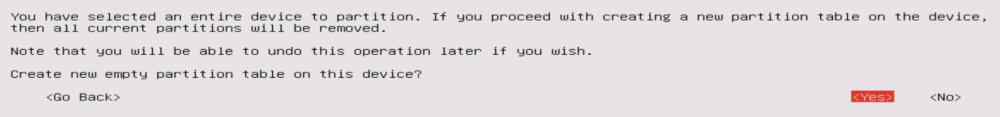 You have selected an entire device to partition. If you proceed with creating a new partition table on the device,
then all current partitions will be removed.
Note that you will be able to undo this operation later if you wish.
Create new empty partition table on this device?
<Go Back> <Yes> <No>